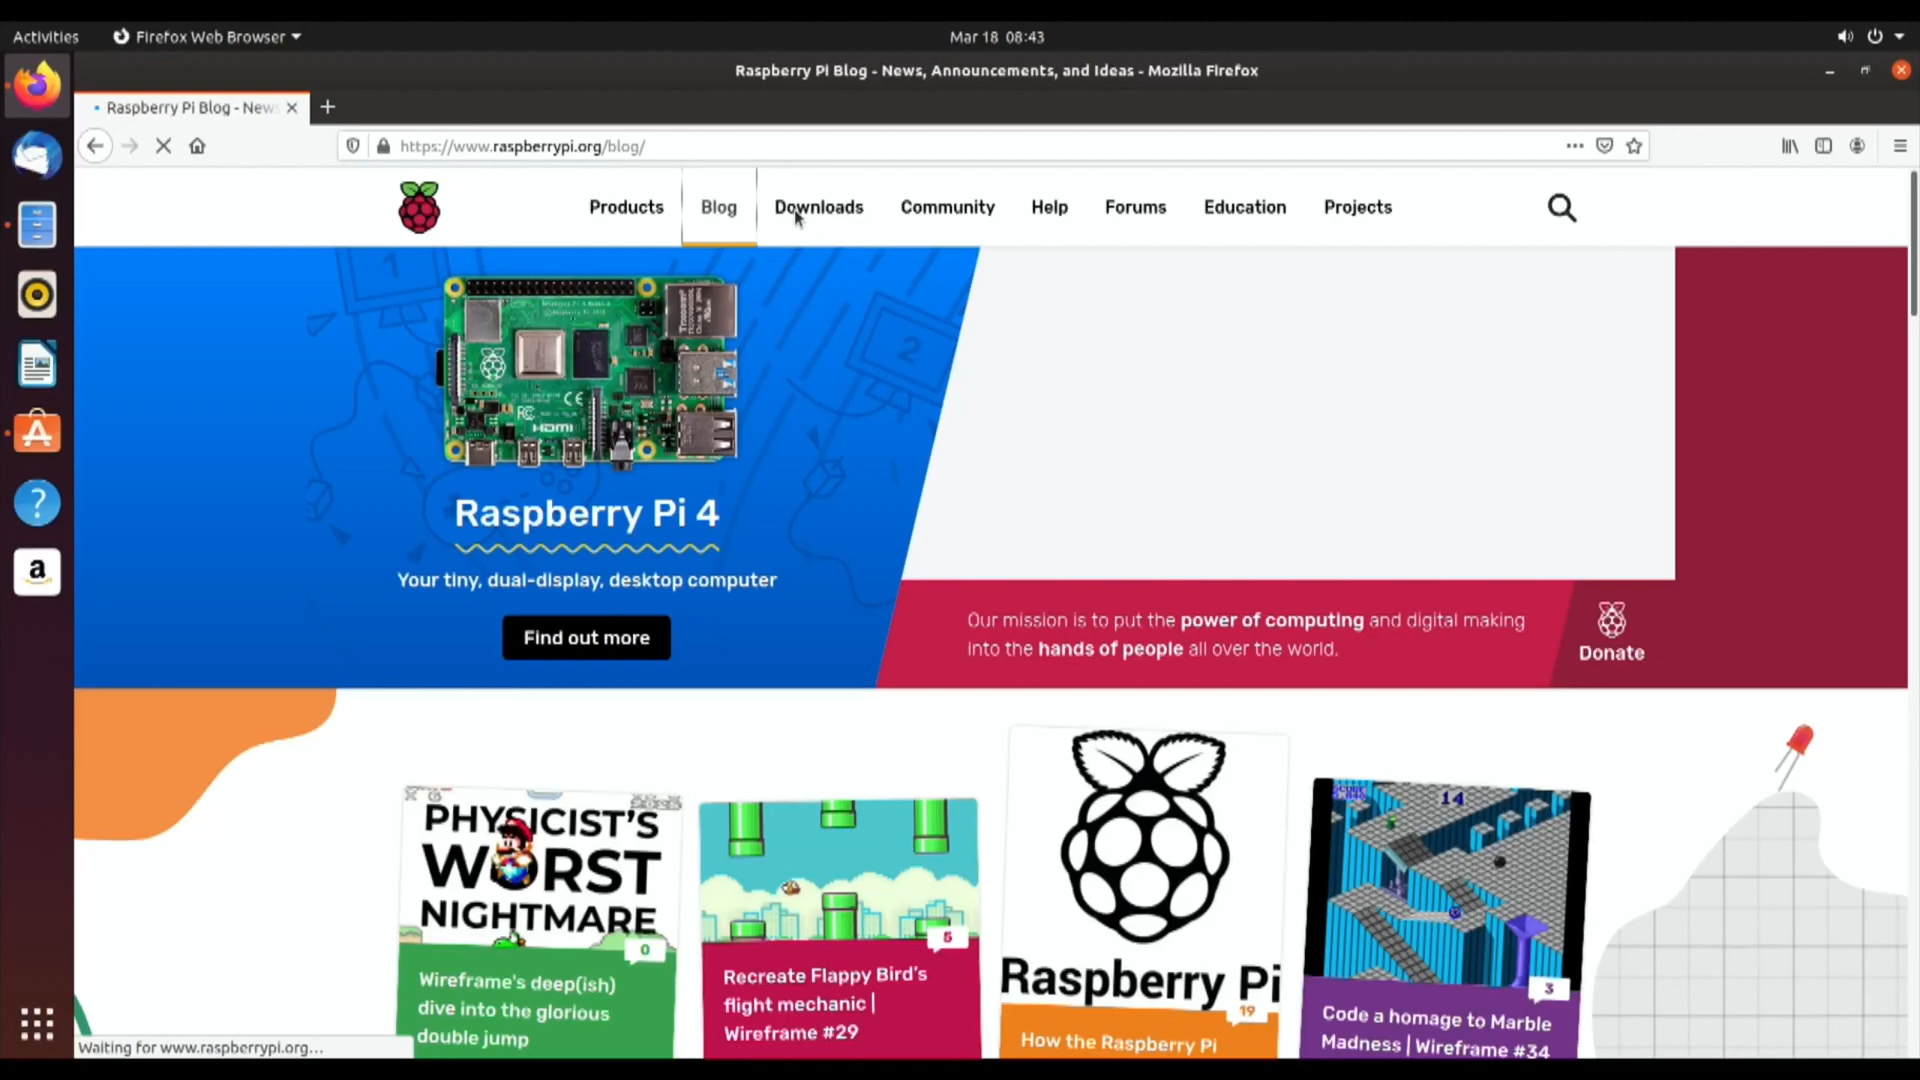 Activities
Firefox Web Browser
Mar 18 08:43
Raspberry Pi Blog - News, Announcements, and Ideas - Mozilla Firefox
Raspberry Pi Blog - New
https://www.raspberrypi.org/blog/
Products
Blog
Downloads
Community
Help
Forums
Education
Projects
1
2
HDMI
Raspberry Pi 4
Your tiny, dual-display, desktop computer
Find out more
Our mission is to put the power of computing and digital making
into the hands of people all over the world.
Donate
PHYSICIST'S
WORST
NIGHTMARE
0
Wireframe's deep(ish)
dive into the glorious
double jump
5
Recreate Flappy Bird's
flight mechanic |
Wireframe #29
Raspberry Pi
19
How the Raspberry Pi
14
3
Code a homage to Marble
Madness | Wireframe #34
a
?
Waiting for www.raspberrypi.org...